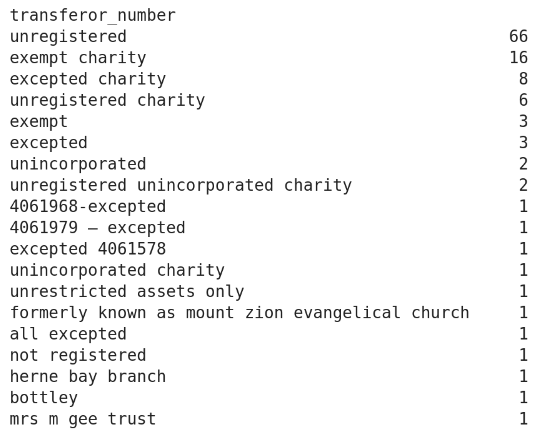 transferor_number
unregistered 66
exempt charity 16
excepted charity 8
unregistered charity 6
exempt 3
excepted 3
unincorporated 2
unregistered unincorporated charity 2
4061968-excepted 1
4061979 – excepted 1
excepted 4061578 1
unincorporated charity 1
unrestricted assets only 1
formerly known as mount zion evangelical church 1
all excepted 1
not registered 1
herne bay branch 1
bottley 1
mrs m gee trust 1